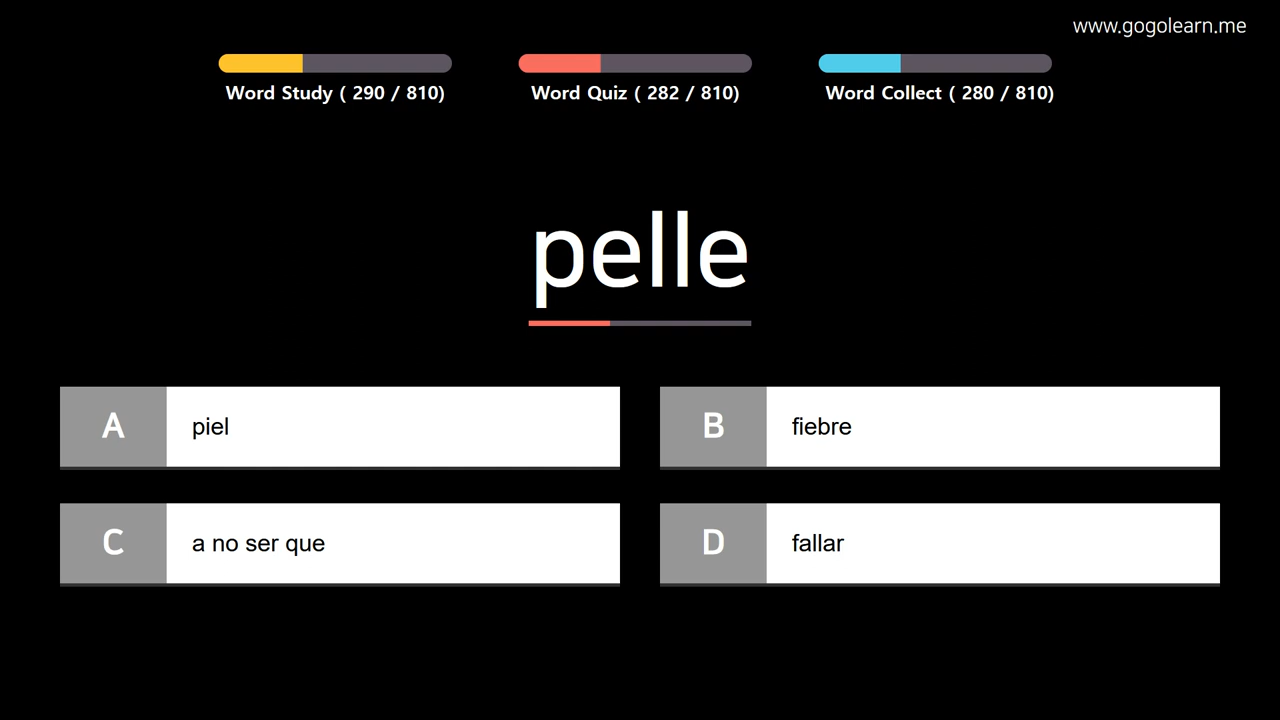 www.gogolearn.me
Word Study ( 290 / 810)
Word Quiz ( 282 / 810)
Word Collect ( 280 / 810)
pelle
A piel
B fiebre
C a no ser que
D fallar